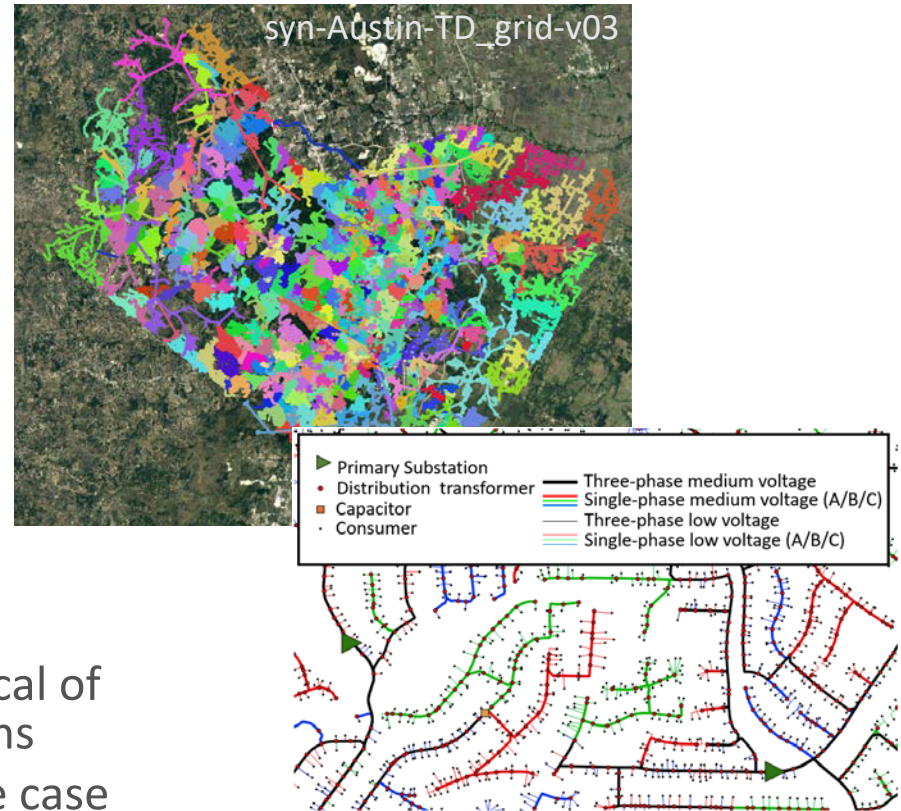 syn-Austin-TD_grid-v03
Primary Substation
Distribution transformer
Capacitor
Consumer
Three-phase medium voltage
Single-phase medium voltage (A/B/C)
Three-phase low voltage
Single-phase low voltage (A/B/C)
cal of
ns
e case